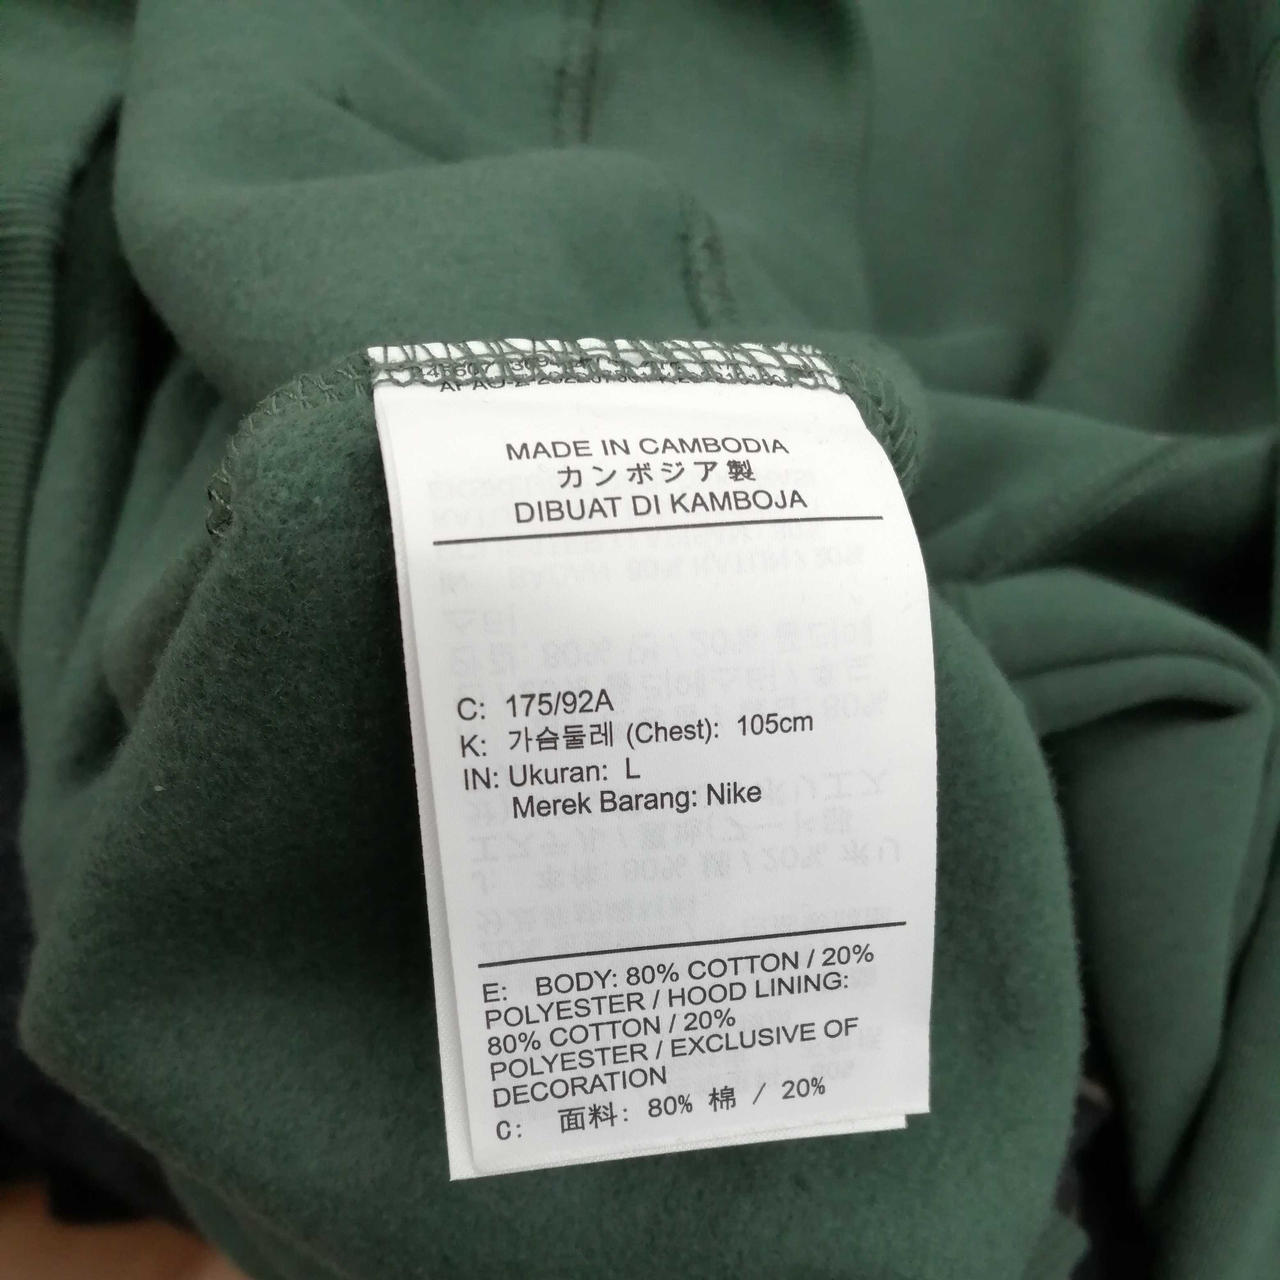 MADE IN CAMBODIA
カンボジア製
DIBUAT DI KAMBOJA
C: 175/92A
K: 가슴둘레 (Chest): 105cm
IN: Ukuran: L
Merek Barang: Nike
E: BODY: 80% COTTON / 20%
POLYESTER / HOOD LINING:
80% COTTON / 20%
POLYESTER / EXCLUSIVE OF
DECORATION
C: 面料: 80% 棉 / 20%